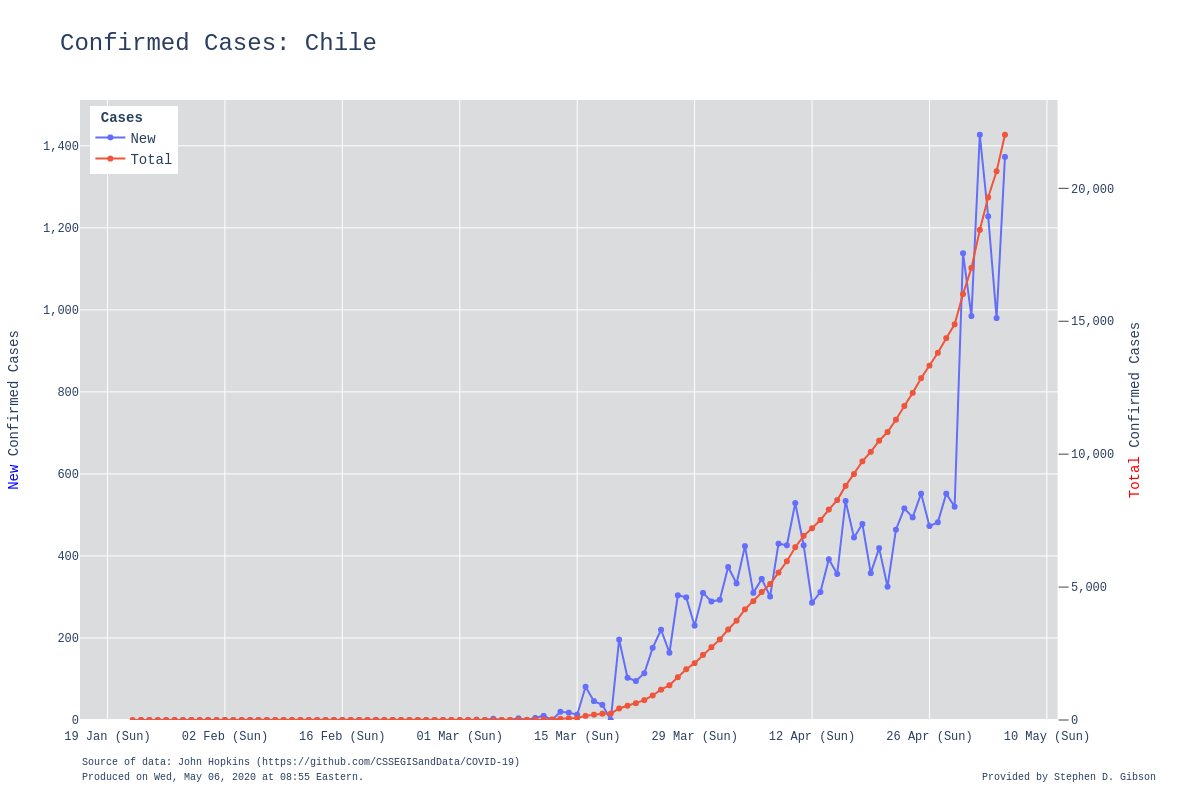 Confirmed Cases: Chile
Cases
New
Total
1,400
1,200
1,000
800
600
400
200
0
New Confirmed Cases
20,000
15,000
10,000
5,000
0
Total Confirmed Cases
19 Jan (Sun)
02 Feb (Sun)
16 Feb (Sun)
01 Mar (Sun)
15 Mar (Sun)
29 Mar (Sun)
12 Apr (Sun)
26 Apr (Sun)
10 May (Sun)
Source of data: John Hopkins (https://github.com/CSSEGISandData/COVID-19)
Produced on Wed, May 06, 2020 at 08:55 Eastern.
Provided by Stephen D. Gibson